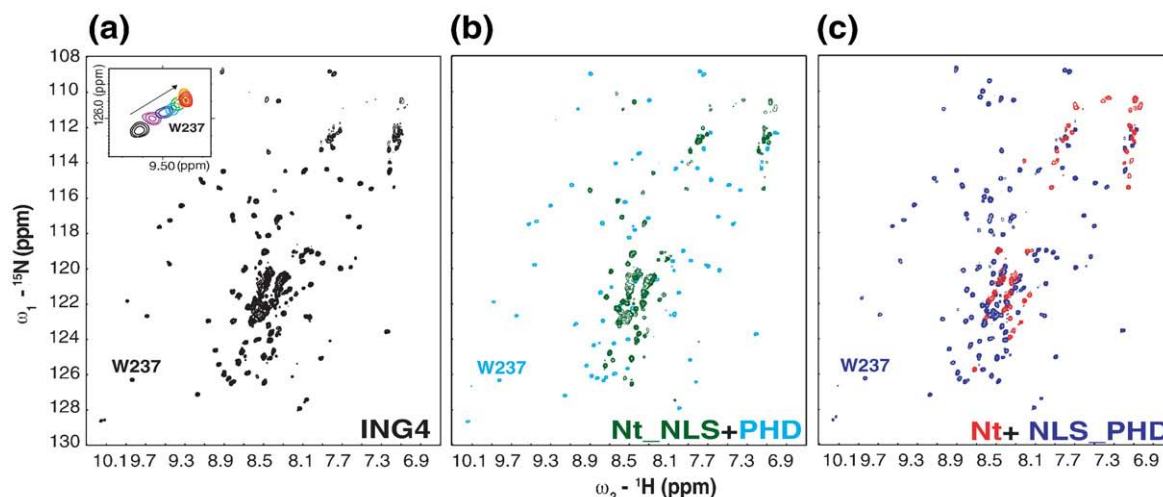 (a) (b) (c)
108
110
112
114
116
118
120
122
124
126
128
130
ω1 - 15N (ppm)
126.0 (ppm)
W237
9.50 (ppm)
W237
ING4
W237
Nt_NLS+PHD
W237
Nt+ NLS_PHD
10.1 9.7 9.3 8.9 8.5 8.1 7.7 7.3 6.9
10.1 9.7 9.3 8.9 8.5 8.1 7.7 7.3 6.9
10.1 9.7 9.3 8.9 8.5 8.1 7.7 7.3 6.9
ω2 - 1H (ppm)